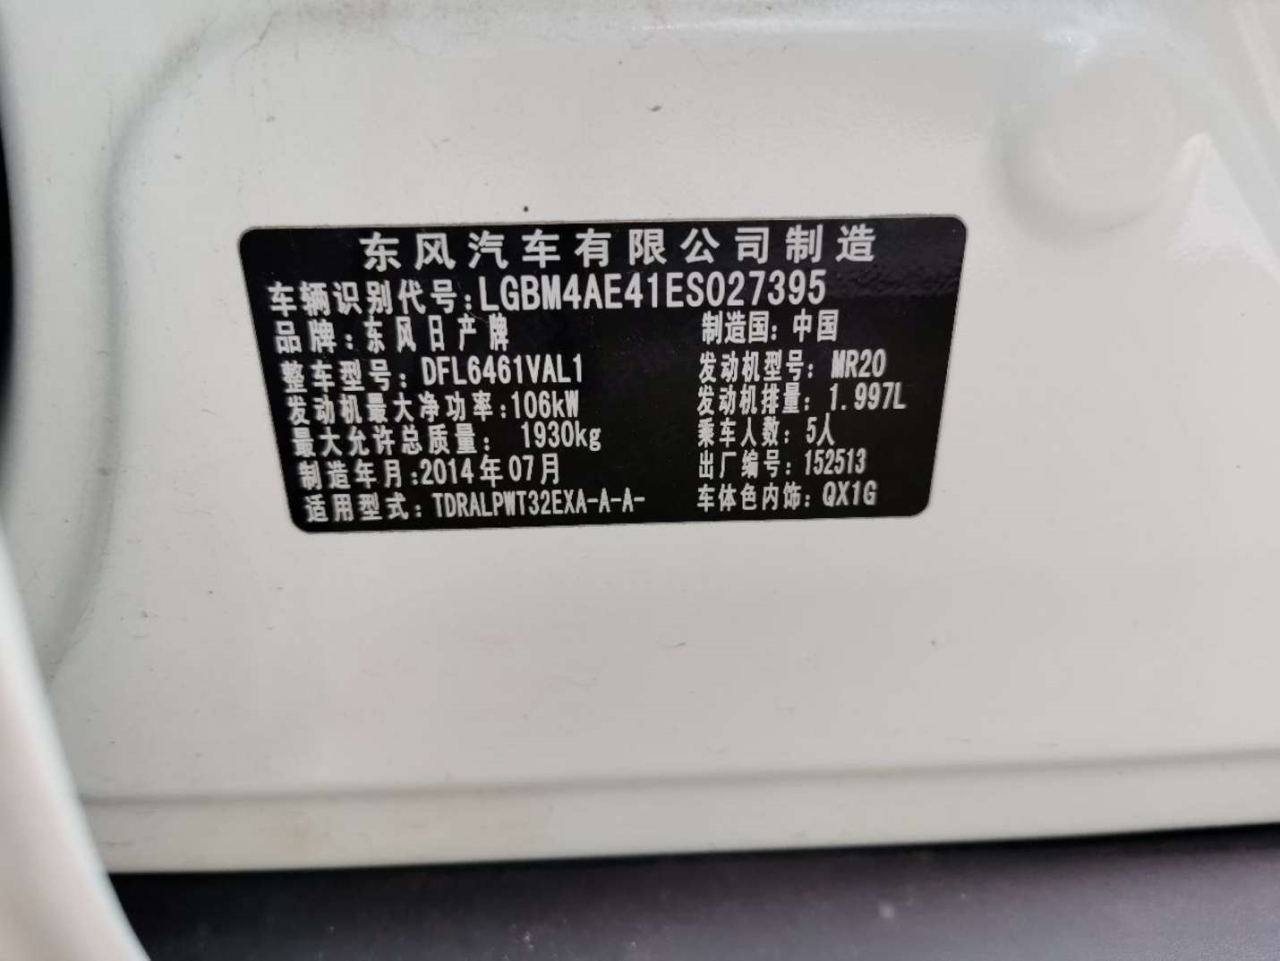 东风汽车有限公司制造
车辆识别代号:LGBM4AE41ES027395
品牌:东风日产牌 制造国:中国
整车型号:DFL6461VAL1 发动机型号:MR20
发动机最大净功率:106kW 发动机排量:1.997L
最大允许总质量: 1930kg 乘车人数:5人
制造年月:2014年07月 出厂编号:152513
适用型式:TDRALPWT32EXA-A-A- 车体色内饰:QX1G